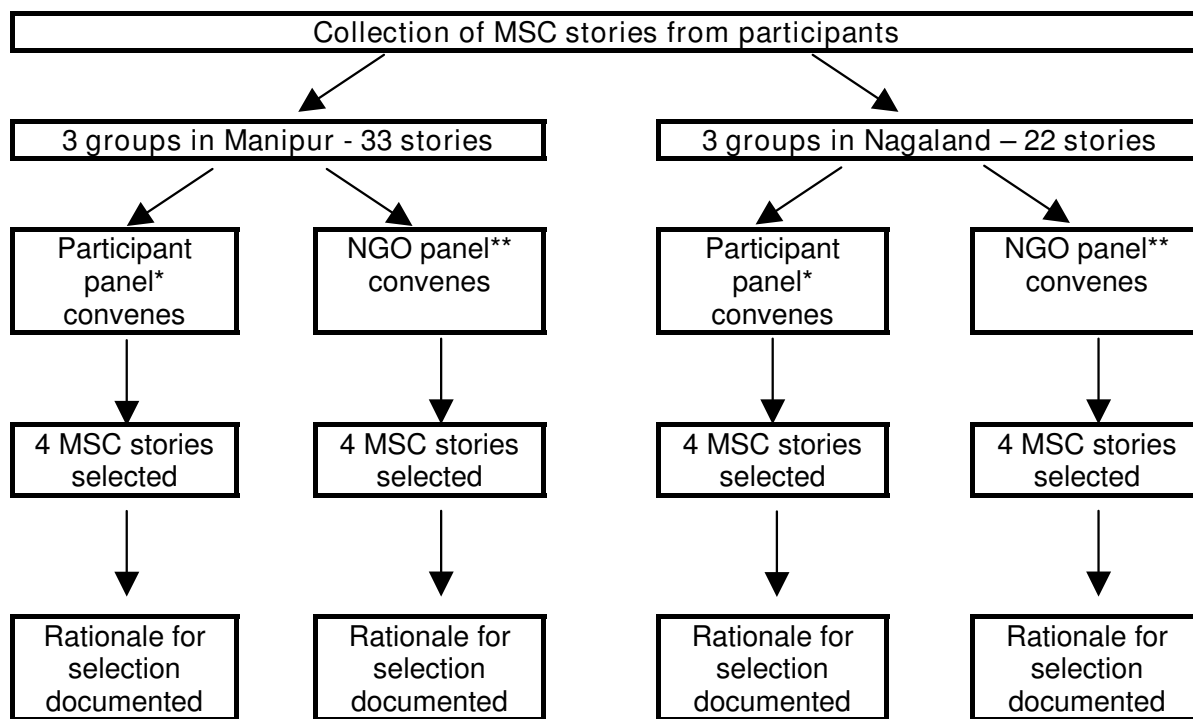 Collection of MSC stories from participants
3 groups in Manipur - 33 stories
3 groups in Nagaland – 22 stories
Participant
panel*
convenes
NGO panel**
convenes
Participant
panel*
convenes
NGO panel**
convenes
4 MSC stories
selected
4 MSC stories
selected
4 MSC stories
selected
4 MSC stories
selected
Rationale for
selection
documented
Rationale for
selection
documented
Rationale for
selection
documented
Rationale for
selection
documented